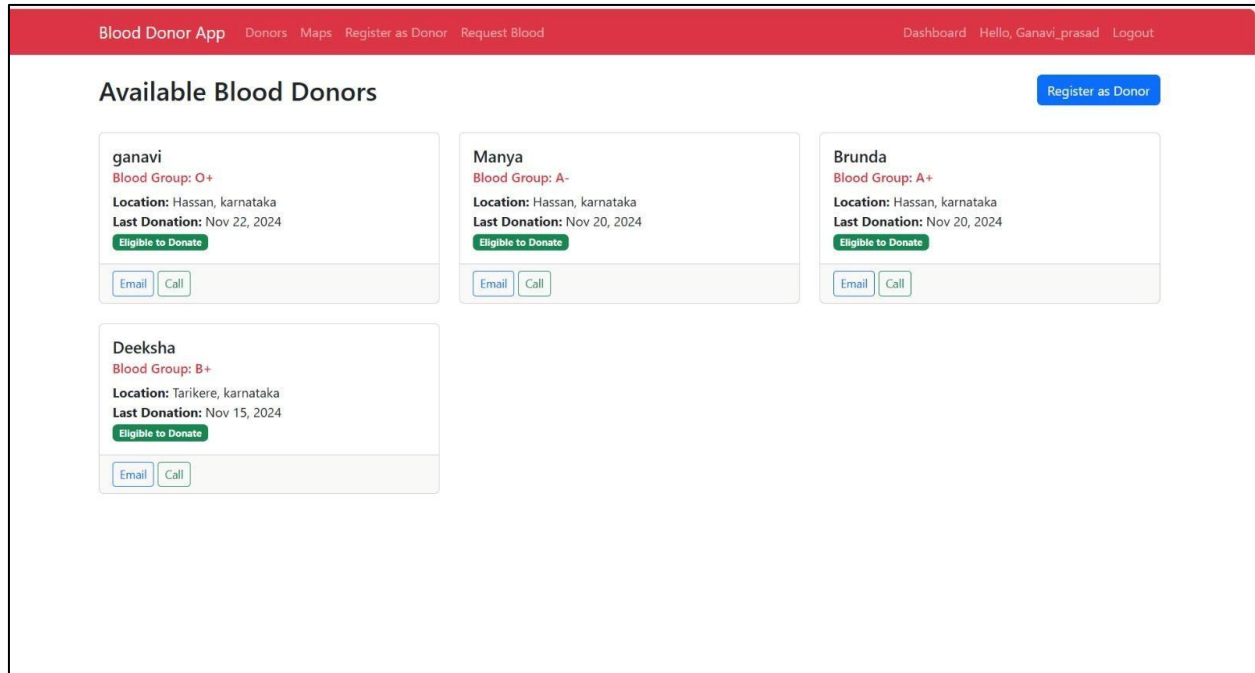 Blood Donor App Donors Maps Register as Donor Request Blood Dashboard Hello, Ganavi_prasad Logout
Available Blood Donors Register as Donor
ganavi
Blood Group: O+
Location: Hassan, karnataka
Last Donation: Nov 22, 2024
Eligible to Donate
Email Call
Manya
Blood Group: A-
Location: Hassan, karnataka
Last Donation: Nov 20, 2024
Eligible to Donate
Email Call
Brunda
Blood Group: A+
Location: Hassan, karnataka
Last Donation: Nov 20, 2024
Eligible to Donate
Email Call
Deeksha
Blood Group: B+
Location: Tarikere, karnataka
Last Donation: Nov 15, 2024
Eligible to Donate
Email Call